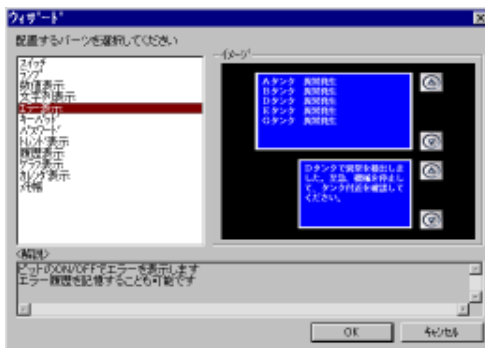 ウィザード
配置するパーツを選択してください
スイッチ
ランプ
数値表示
文字列表示
エラー表示
キーパッド
パスワード
トレンド表示
履歴表示
グラフ表示
カレンダ表示
メモ帳
イメージ
Aタンク 異常発生
Bタンク 異常発生
Dタンク 異常発生
Eタンク 異常発生
Gタンク 異常発生
Dタンクで異常を検出しま
した。至急、機械を停止し
て、タンク付近を確認して
ください。
<解説>
ビットのON/OFFでエラーを表示します
エラー履歴を記憶することも可能です
OK
キャンセル